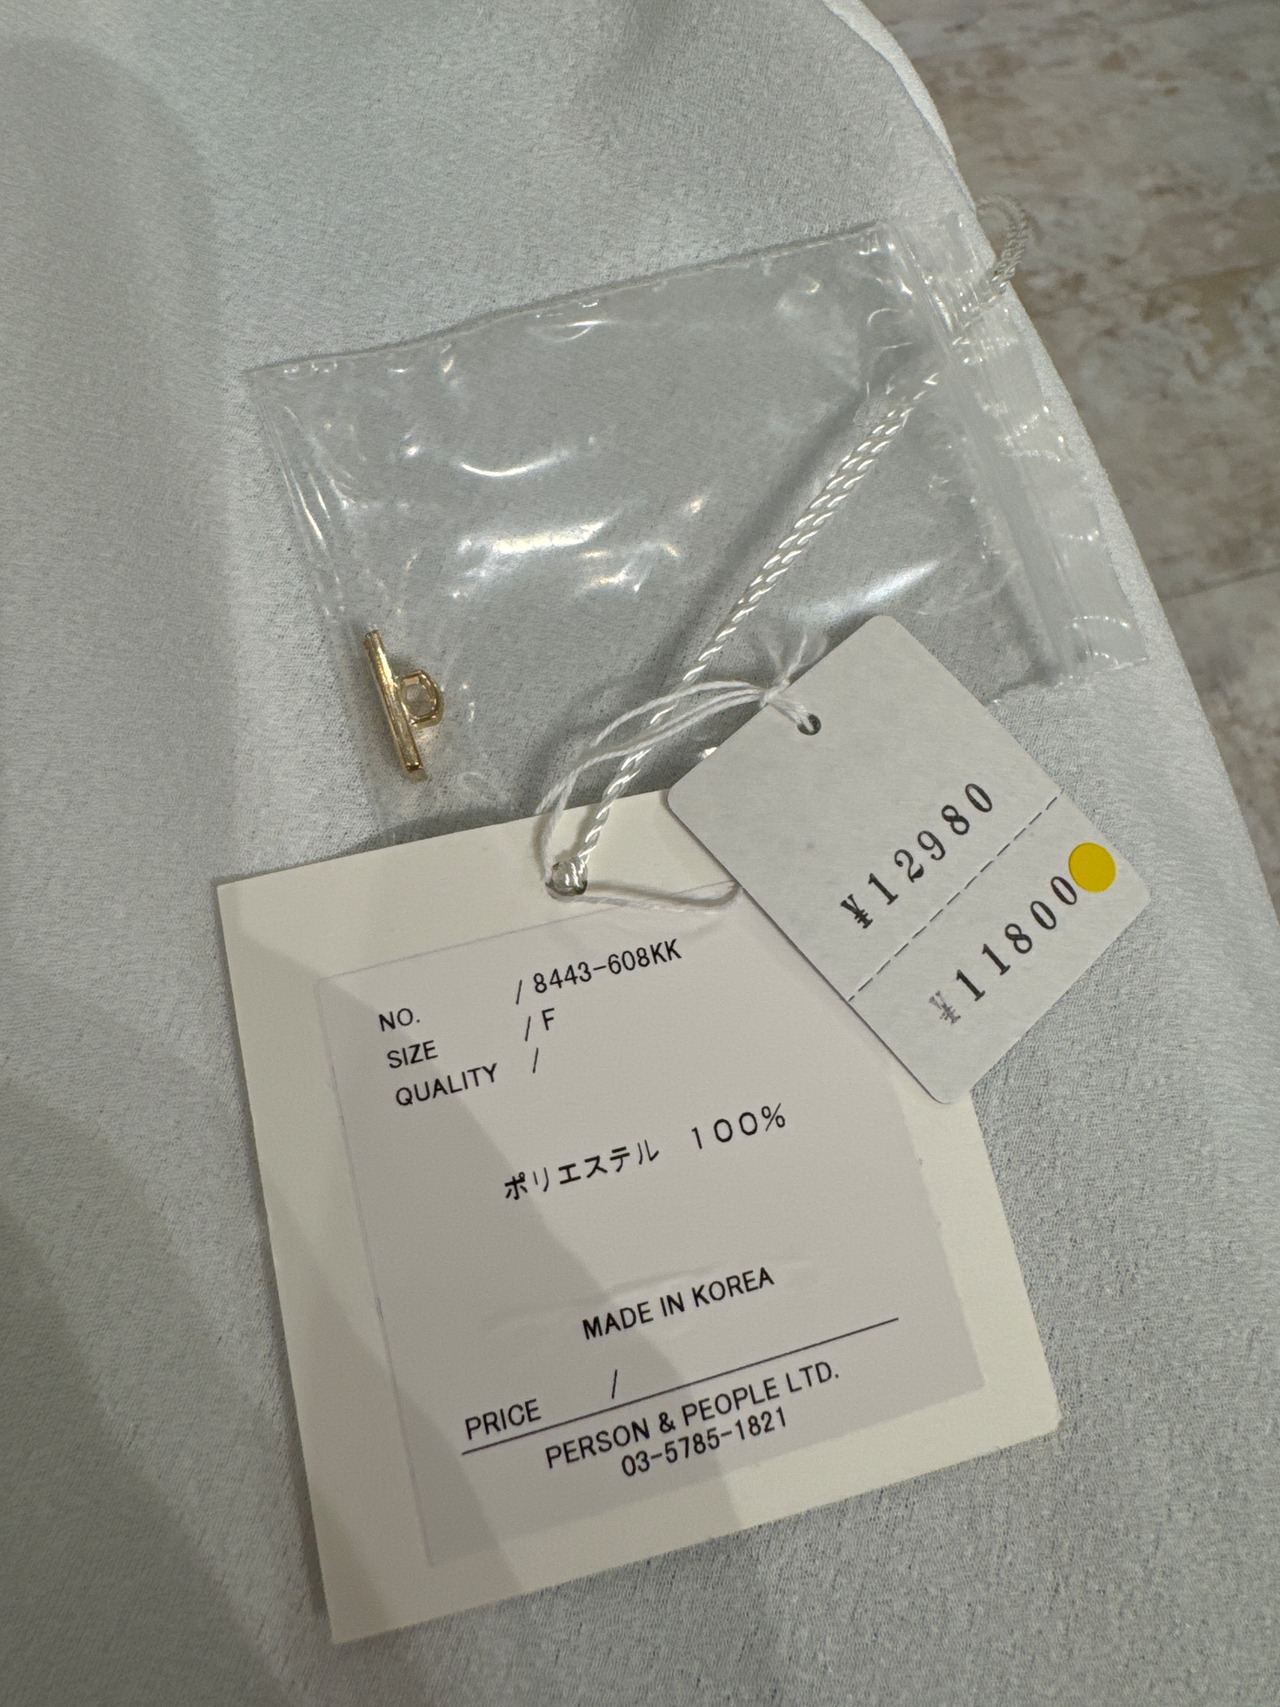 ¥12980
¥11800
NO. / 8443-608KK
SIZE / F
QUALITY /
ポリエステル 100%
MADE IN KOREA
PRICE /
PERSON & PEOPLE LTD.
03-5785-1821